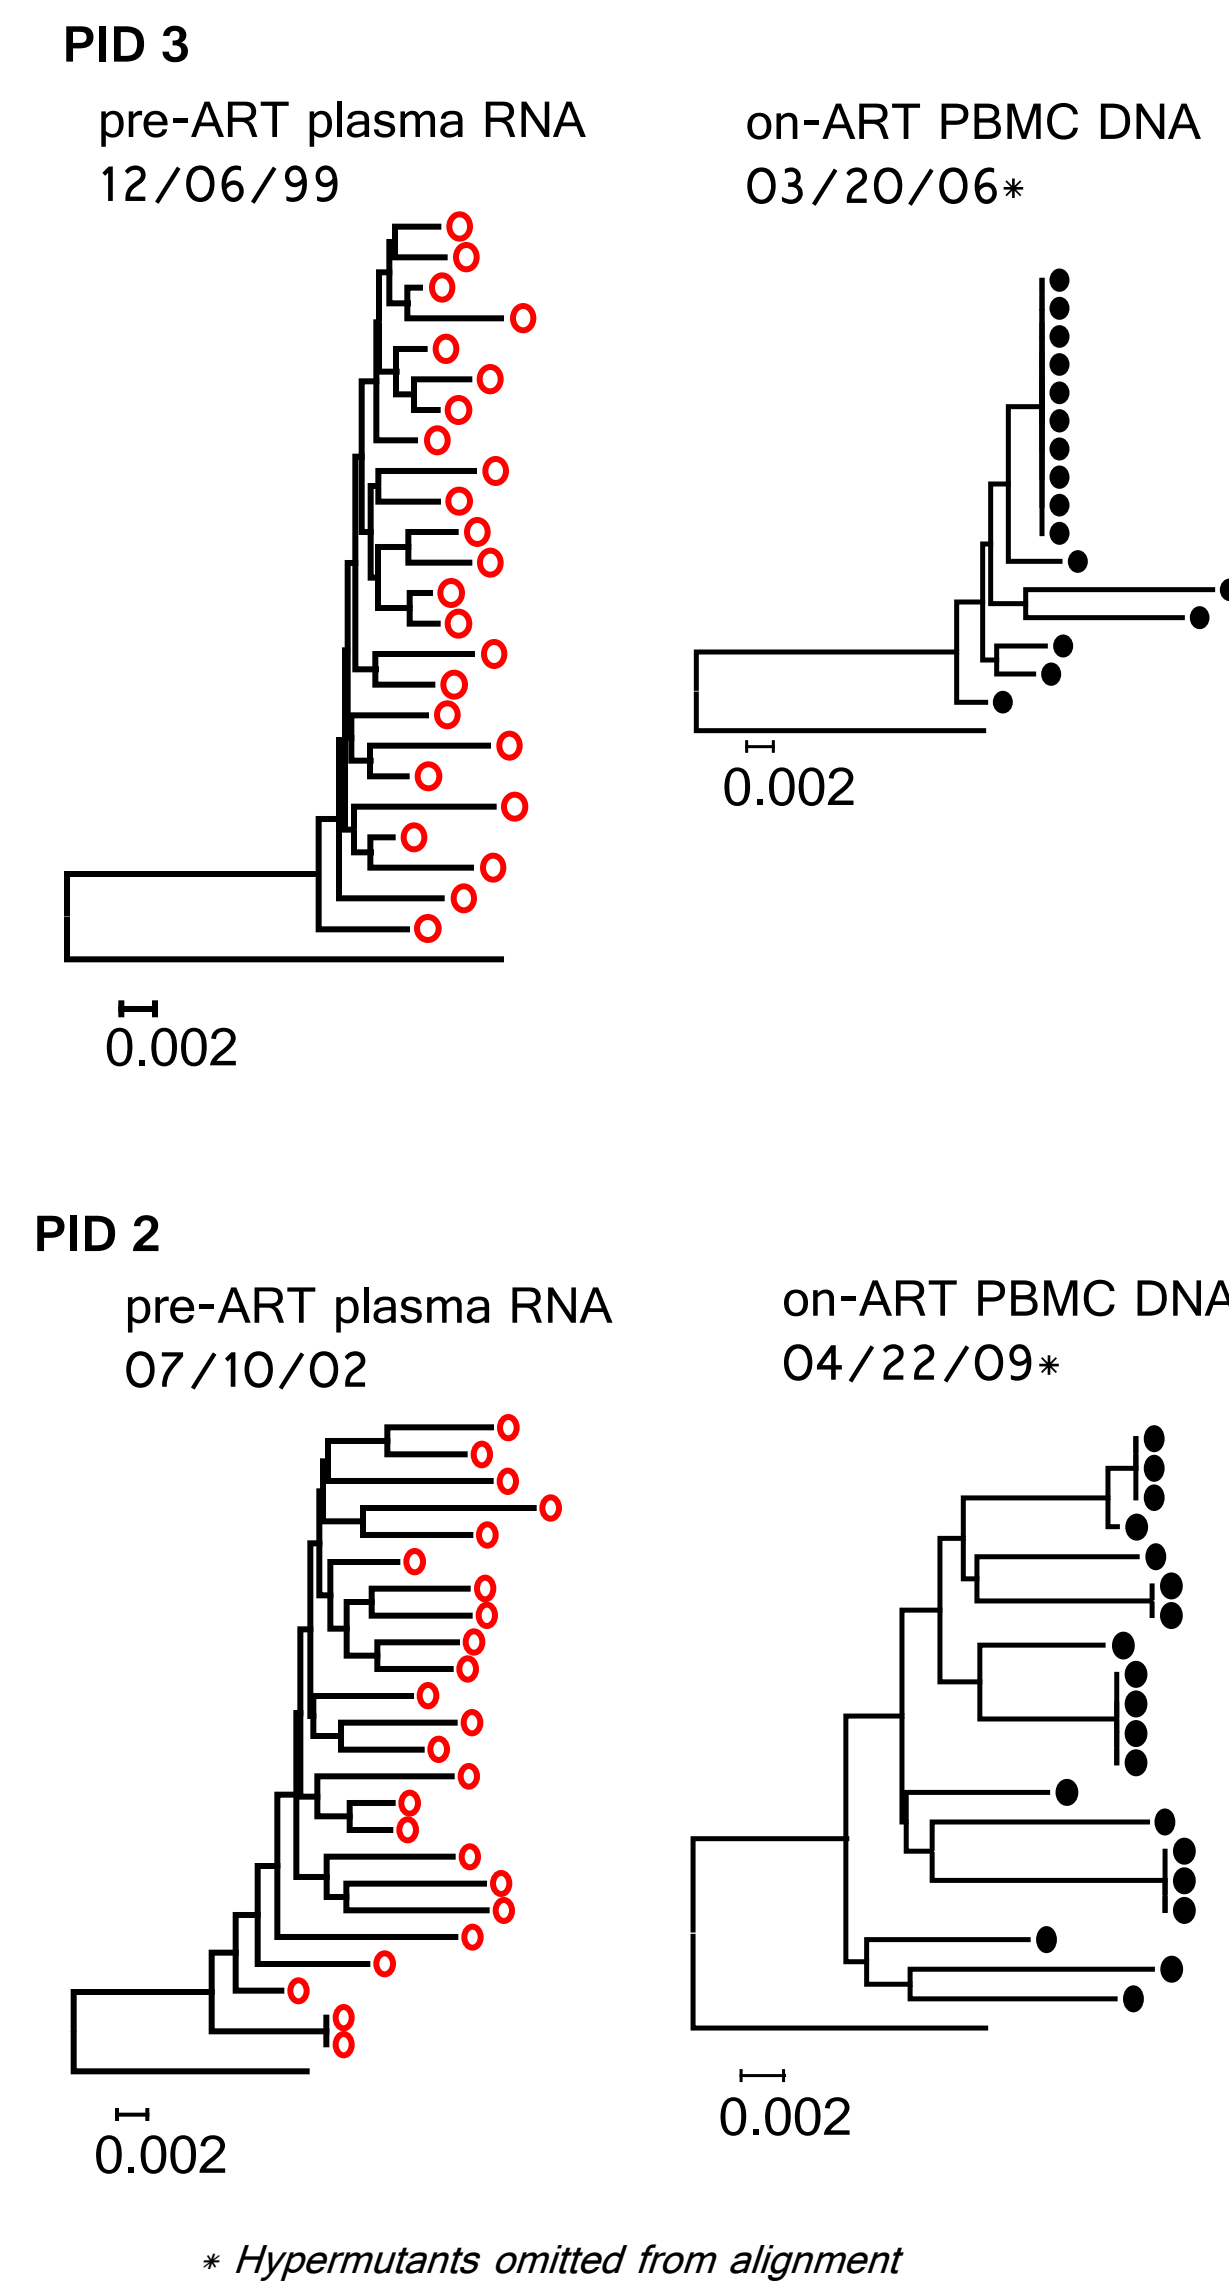 PID 3
pre-ART plasma RNA
12/06/99
on-ART PBMC DNA
03/20/06*
0.002
0.002
PID 2
pre-ART plasma RNA
07/10/02
on-ART PBMC DNA
04/22/09*
0.002
0.002
* Hypermutants omitted from alignment